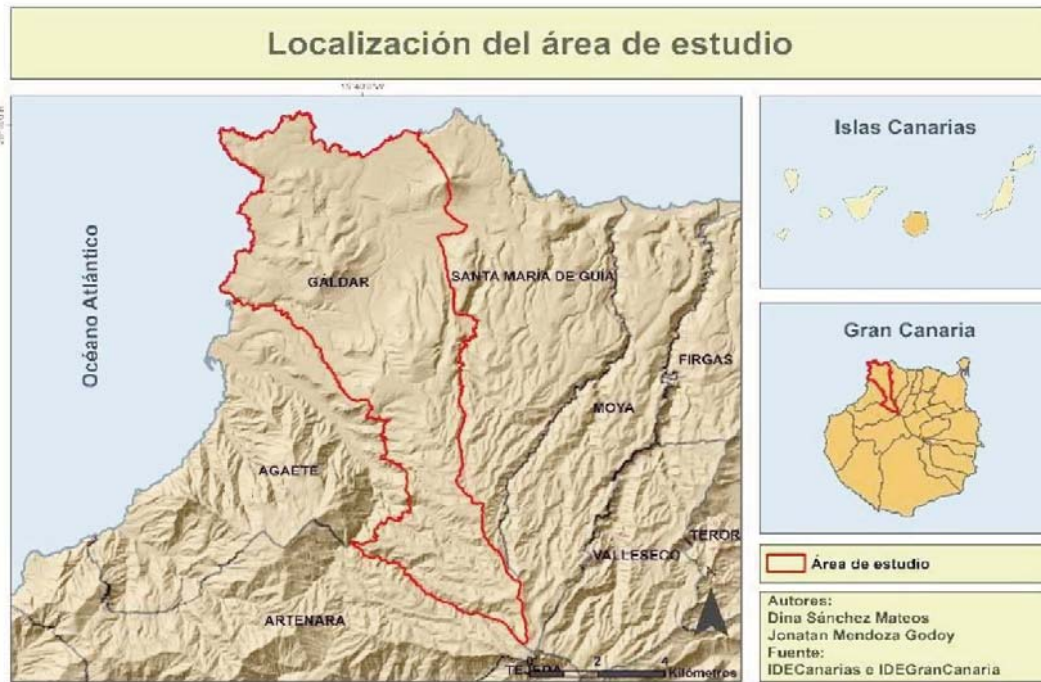 Localización del área de estudio
Océano Atlántico
GÁLDAR
SANTA MARÍA DE GUÍA
FIRGAS
MOYA
AGAETE
TEROR
VALLESECO
ARTENARA
TEJEDA
2 4
Kilómetros
Islas Canarias
Gran Canaria
Área de estudio
Autores:
Dina Sánchez Mateos
Jonatan Mendoza Godoy
Fuente:
IDECanarias e IDEGranCanaria